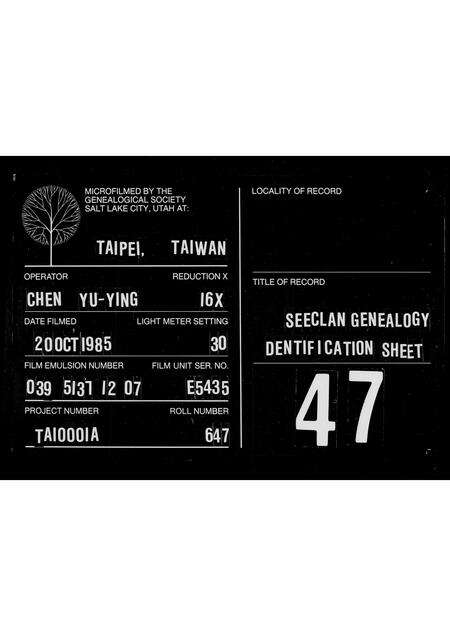 MICROFILMED BY THE
GENEALOGICAL SOCIETY
SALT LAKE CITY, UTAH AT:
TAIPEI, TAIWAN
OPERATOR REDUCTION X
CHEN YU-YING 16X
DATE FILMED LIGHT METER SETTING
20OCT1985 30
FILM EMULSION NUMBER FILM UNIT SER. NO.
039 5137 12 07 E5435
PROJECT NUMBER ROLL NUMBER
TAI0001A 647
LOCALITY OF RECORD
TITLE OF RECORD
SEECLAN GENEALOGY
DENTIFICATION SHEET
47